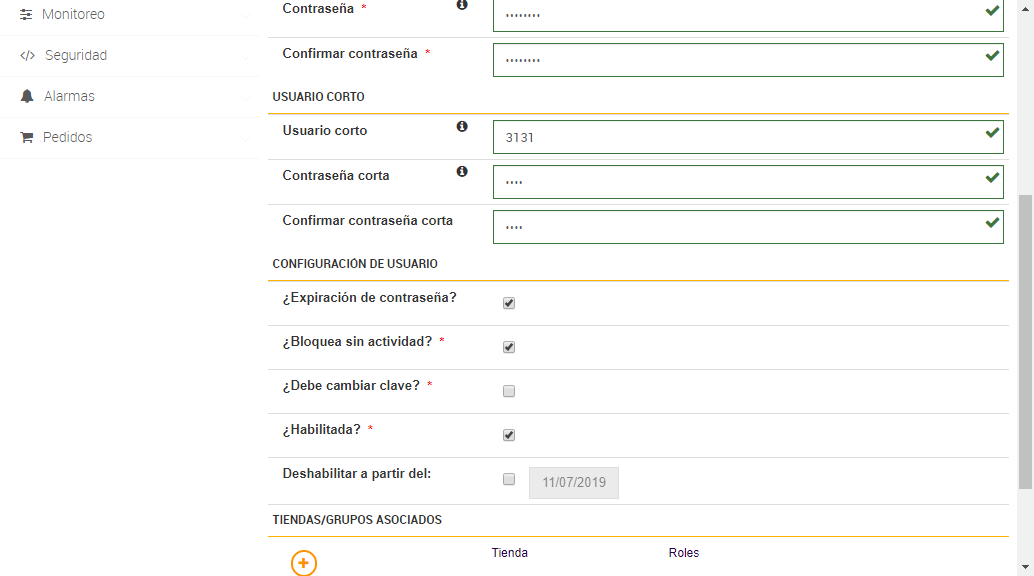 Monitoreo
Seguridad
Alarmas
Pedidos
Contraseña *
••••••••
Confirmar contraseña *
••••••••
USUARIO CORTO
Usuario corto
3131
Contraseña corta
••••
Confirmar contraseña corta
••••
CONFIGURACIÓN DE USUARIO
¿Expiración de contraseña?
¿Bloquea sin actividad? *
¿Debe cambiar clave? *
¿Habilitada? *
Deshabilitar a partir del:
11/07/2019
TIENDAS/GRUPOS ASOCIADOS
Tienda Roles